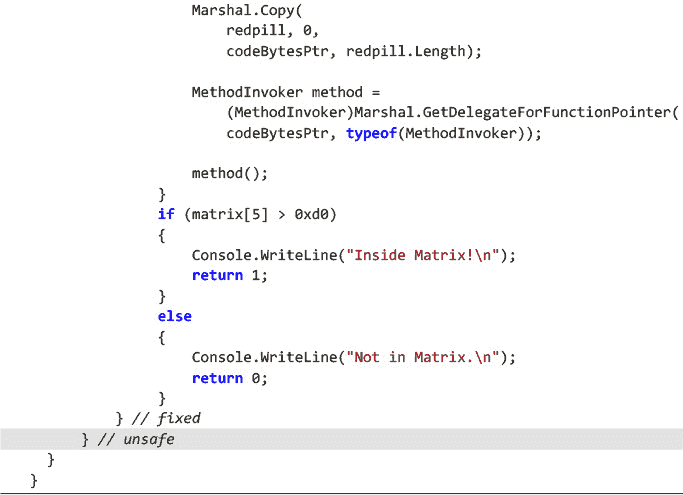 Marshal.Copy(
redpill, 0,
codeBytesPtr, redpill.Length);
MethodInvoker method =
(MethodInvoker)Marshal.GetDelegateForFunctionPointer(
codeBytesPtr, typeof(MethodInvoker));
method();
}
if (matrix[5] > 0xd0)
{
Console.WriteLine("Inside Matrix!\n");
return 1;
}
else
{
Console.WriteLine("Not in Matrix.\n");
return 0;
}
} // fixed
} // unsafe
}
}